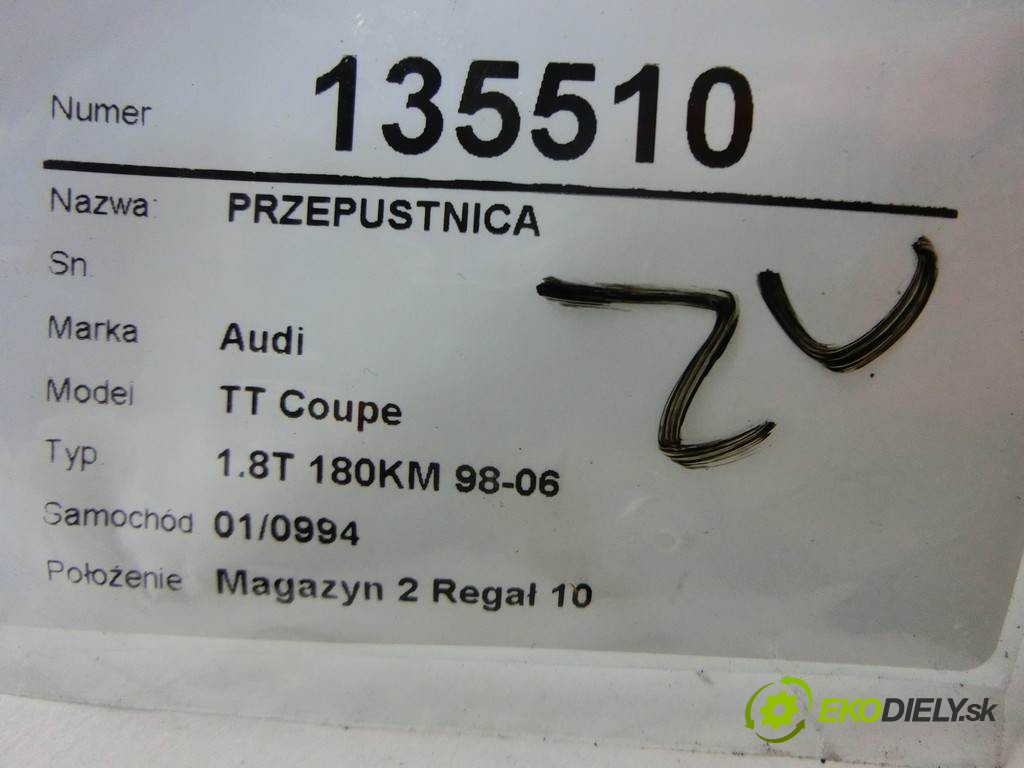 Numer 135510
Nazwa: PRZEPUSTNICA
Sn.
Marka Audi
Model TT Coupe
Typ 1.8T 180KM 98-06
Samochód 01/0994
Położenie Magazyn 2 Regał 10
EKODIELY.sk